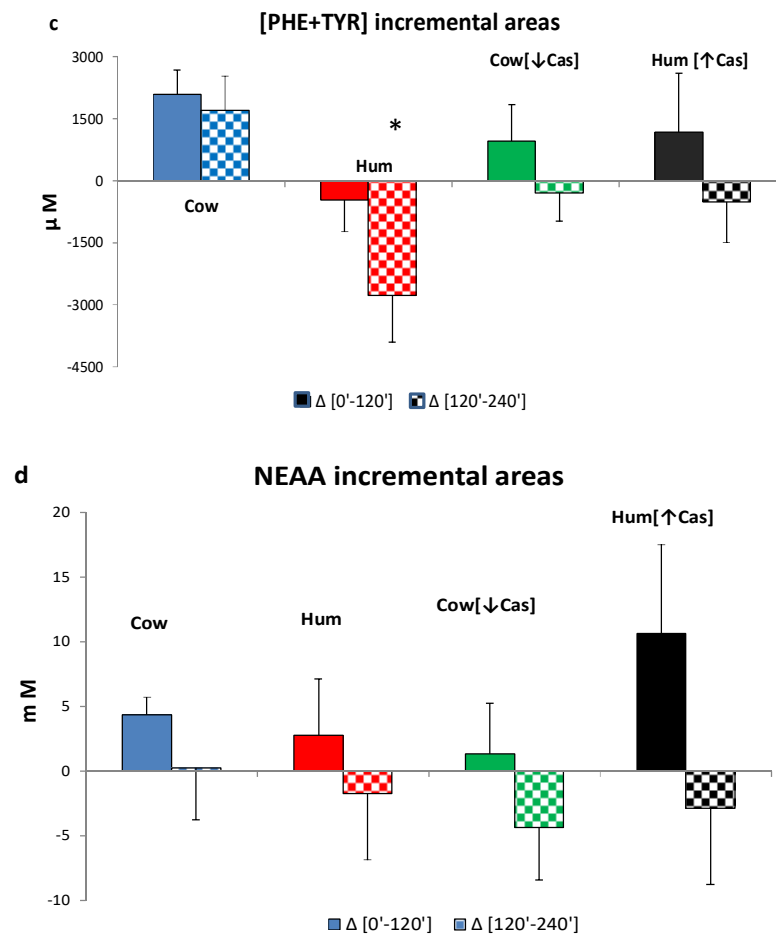 c
[PHE+TYR] incremental areas
3000
1500
0
-1500
-3000
-4500
µ M
Cow
Hum
*
Cow[↓Cas]
Hum [↑Cas]
Δ [0'-120'] Δ [120'-240']
d
NEAA incremental areas
20
15
10
5
0
-5
-10
m M
Cow
Hum
Cow[↓Cas]
Hum[↑Cas]
Δ [0'-120'] Δ [120'-240']